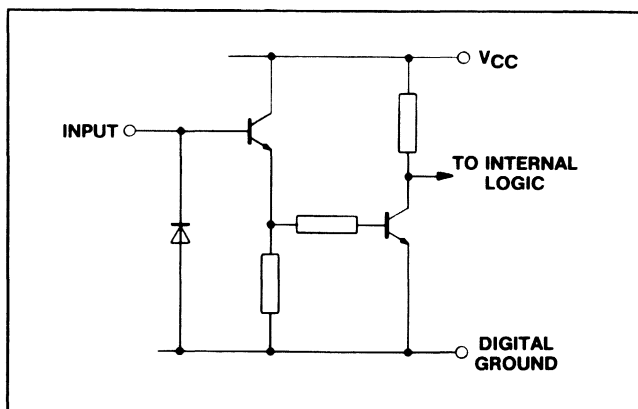 VCC
INPUT
TO INTERNAL
LOGIC
DIGITAL
GROUND